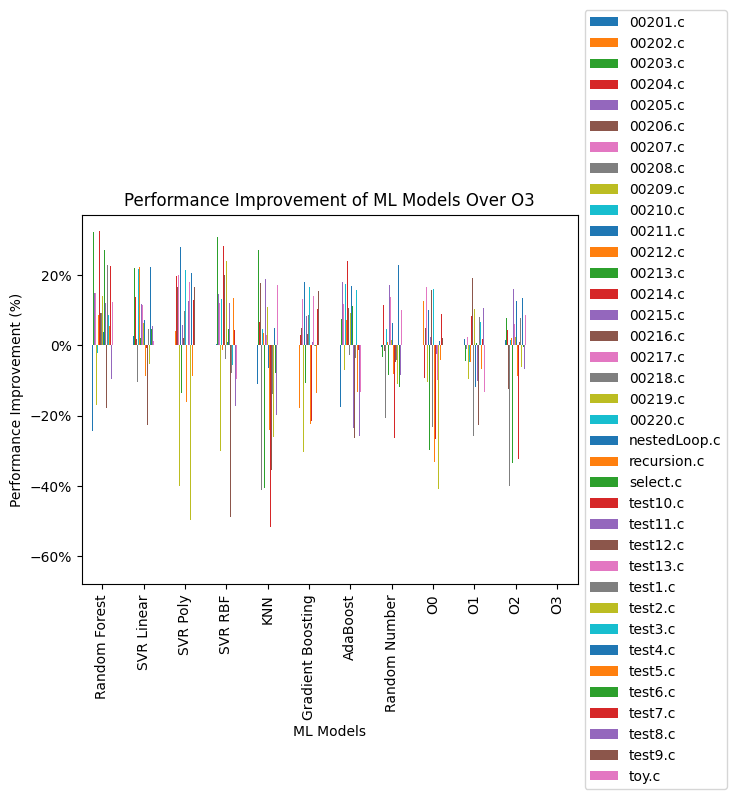 Performance Improvement of ML Models Over O3
Performance Improvement (%)
20%
0%
−20%
−40%
−60%
Random Forest
SVR Linear
SVR Poly
SVR RBF
KNN
Gradient Boosting
AdaBoost
Random Number
O0
O1
O2
O3
ML Models
00201.c
00202.c
00203.c
00204.c
00205.c
00206.c
00207.c
00208.c
00209.c
00210.c
00211.c
00212.c
00213.c
00214.c
00215.c
00216.c
00217.c
00218.c
00219.c
00220.c
nestedLoop.c
recursion.c
select.c
test10.c
test11.c
test12.c
test13.c
test1.c
test2.c
test3.c
test4.c
test5.c
test6.c
test7.c
test8.c
test9.c
toy.c